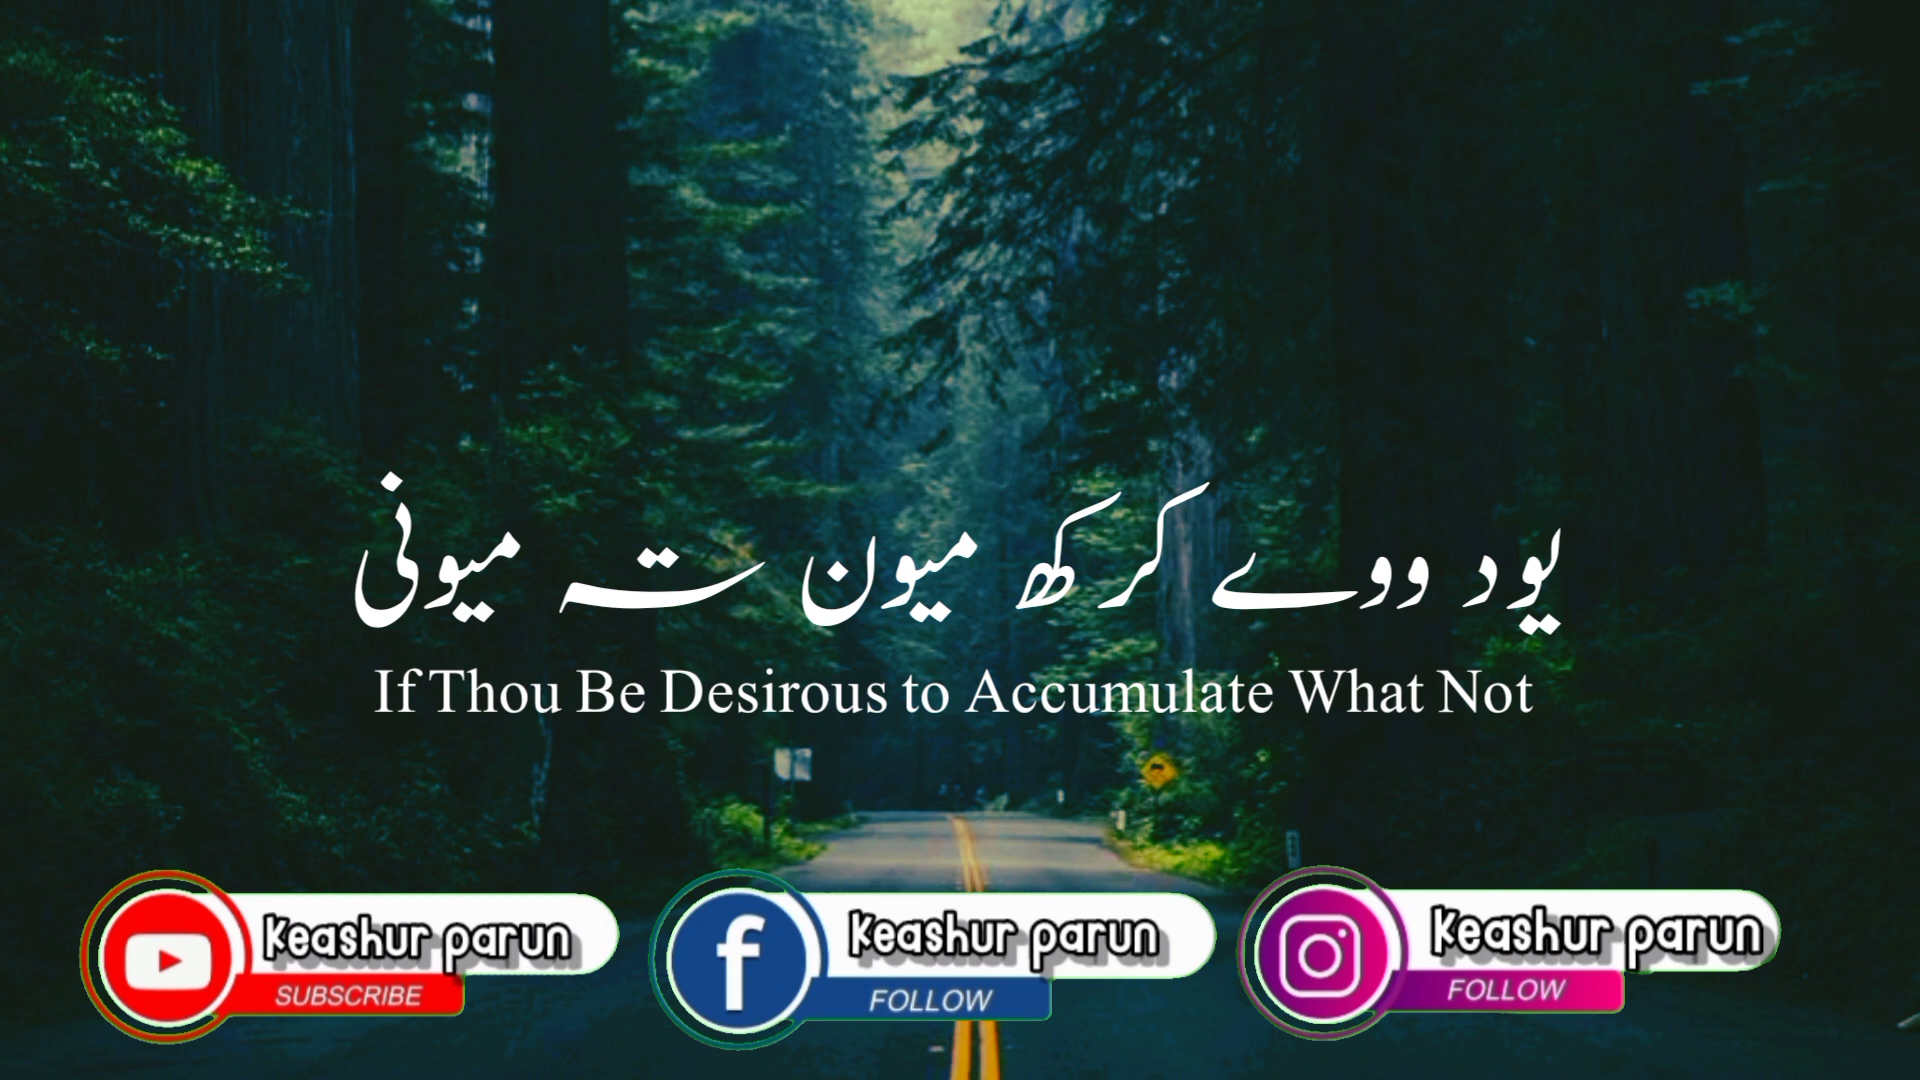 یود ووے کرکھ میون تہ میونی
If Thou Be Desirous to Accumulate What Not
Keashur parun
SUBSCRIBE
Keashur parun
FOLLOW
Keashur parun
FOLLOW